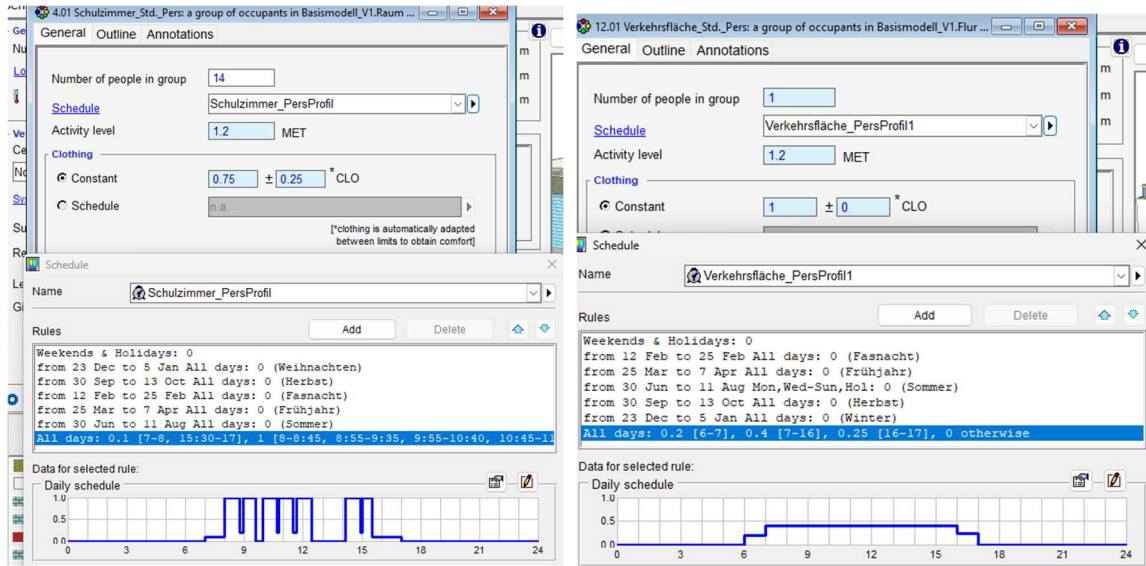 4.01 Schulzimmer_Std._Pers: a group of occupants in Basismodell_V1.Raum ...
General Outline Annotations
Number of people in group 14
Schedule Schulzimmer_PersProfil
Activity level 1.2 MET
Clothing
Constant 0.75 ± 0.25 *CLO
Schedule n.a.
[*clothing is automatically adapted
between limits to obtain comfort]
Schedule
Name Schulzimmer_PersProfil
Rules Add Delete
Weekends & Holidays: 0
from 23 Dec to 5 Jan All days: 0 (Weihnachten)
from 30 Sep to 13 Oct All days: 0 (Herbst)
from 12 Feb to 25 Feb All days: 0 (Fasnacht)
from 25 Mar to 7 Apr All days: 0 (Frühjahr)
from 30 Jun to 11 Aug All days: 0 (Sommer)
All days: 0.1 [7-8, 15:30-17], 1 [8-8:45, 8:55-9:35, 9:55-10:40, 10:45-11
Data for selected rule:
Daily schedule
1.0
0.5
0.0
0 3 6 9 12 15 18 21 24
12.01 Verkehrsfläche_Std._Pers: a group of occupants in Basismodell_V1.Flur ...
General Outline Annotations
Number of people in group 1
Schedule Verkehrsfläche_PersProfil1
Activity level 1.2 MET
Clothing
Constant 1 ± 0 *CLO
Schedule
Name Verkehrsfläche_PersProfil1
Rules Add Delete
Weekends & Holidays: 0
from 12 Feb to 25 Feb All days: 0 (Fasnacht)
from 25 Mar to 7 Apr All days: 0 (Frühjahr)
from 30 Jun to 11 Aug Mon,Wed-Sun,Hol: 0 (Sommer)
from 30 Sep to 13 Oct All days: 0 (Herbst)
from 23 Dec to 5 Jan All days: 0 (Winter)
All days: 0.2 [6-7], 0.4 [7-16], 0.25 [16-17], 0 otherwise
Data for selected rule:
Daily schedule
1.0
0.5
0.0
0 3 6 9 12 15 18 21 24